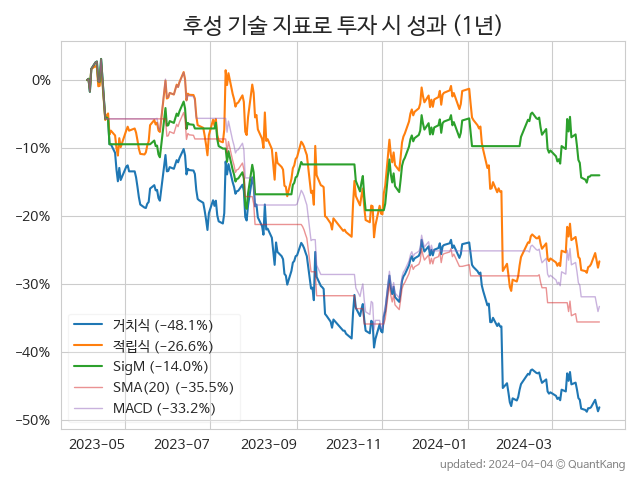 후성 기술 지표로 투자 시 성과 (1년)
0%
−10%
−20%
−30%
−40%
−50%
거치식 (−48.1%)
적립식 (−26.6%)
SigM (−14.0%)
SMA(20) (−35.5%)
MACD (−33.2%)
2023−05 2023−07 2023−09 2023−11 2024−01 2024−03
updated: 2024−04−04 © QuantKang